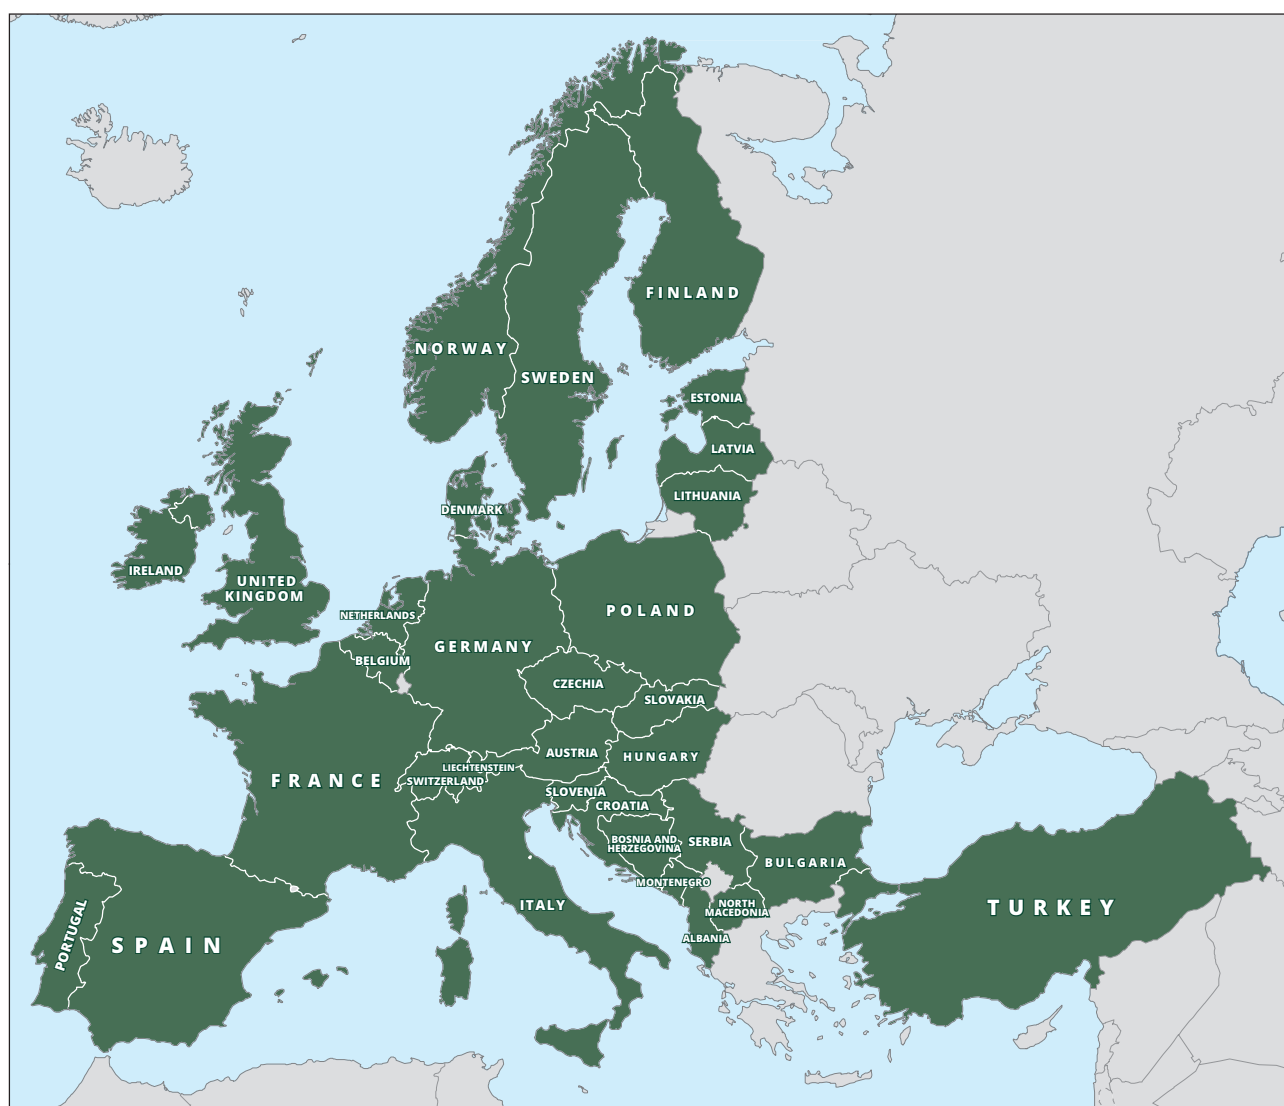 FINLAND
NORWAY
SWEDEN
ESTONIA
LATVIA
LITHUANIA
DENMARK
IRELAND
UNITED
KINGDOM
NETHERLANDS
POLAND
GERMANY
BELGIUM
CZECHIA
SLOVAKIA
AUSTRIA
HUNGARY
LIECHTENSTEIN
FRANCE
SWITZERLAND
SLOVENIA
CROATIA
BOSNIA AND
HERZEGOVINA
SERBIA
BULGARIA
MONTENEGRO
ITALY
NORTH
MACEDONIA
TURKEY
PORTUGAL
SPAIN
ALBANIA